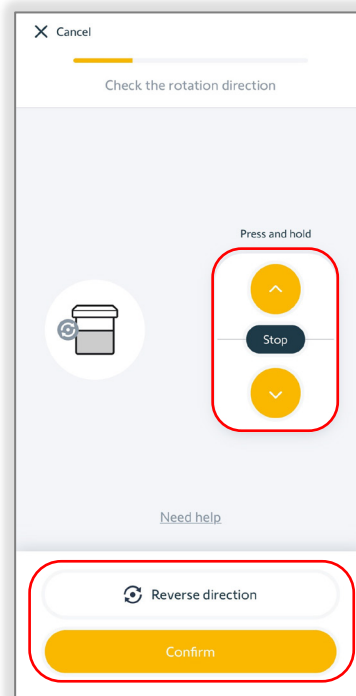 Cancel
Check the rotation direction
Press and hold
Stop
Need help
Reverse direction
Confirm